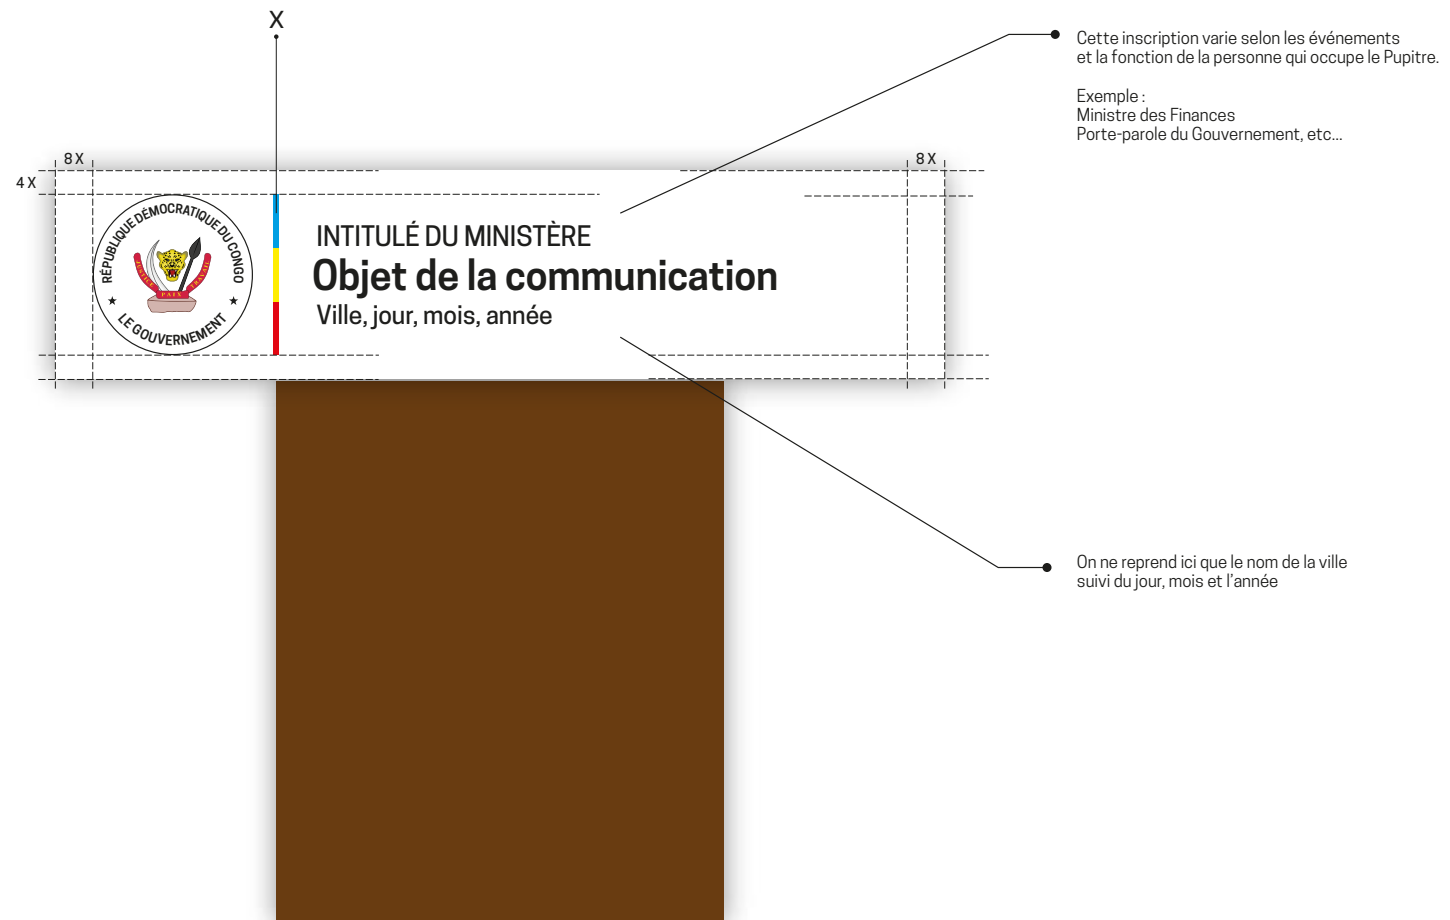 X
Cette inscription varie selon les événements
et la fonction de la personne qui occupe le Pupitre.
Exemple :
Ministre des Finances
Porte-parole du Gouvernement, etc...
8 X
8 X
4 X
RÉPUBLIQUE DÉMOCRATIQUE DU CONGO
JUSTICE
PAIX
TRAVAIL
LE GOUVERNEMENT
INTITULÉ DU MINISTÈRE
Objet de la communication
Ville, jour, mois, année
On ne reprend ici que le nom de la ville
suivi du jour, mois et l'année